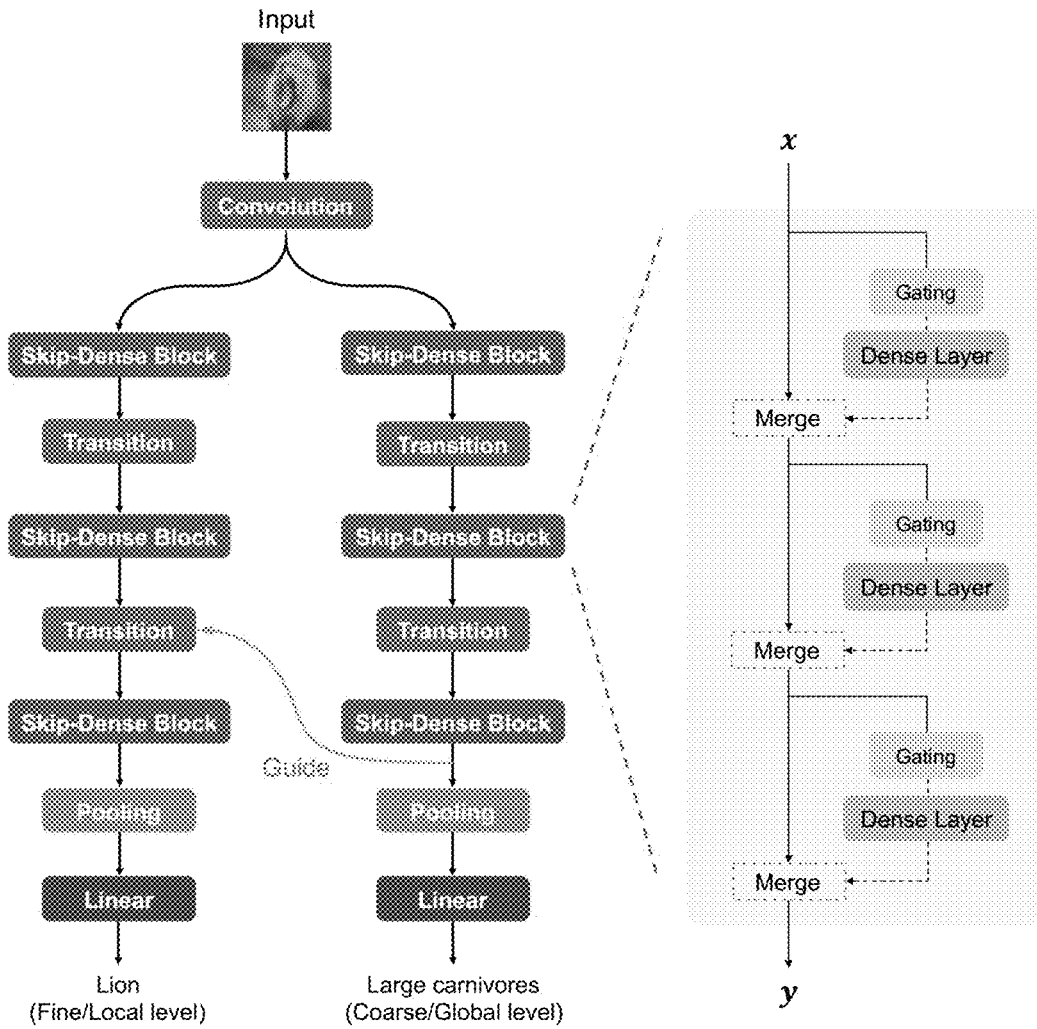 Input
Convolution
Skip-Dense Block
Transition
Skip-Dense Block
Transition
Skip-Dense Block
Pooling
Linear
Lion
(Fine/Local level)
Skip-Dense Block
Transition
Skip-Dense Block
Transition
Skip-Dense Block
Guide
Pooling
Linear
Large carnivores
(Coarse/Global level)
x
Gating
Dense Layer
Merge
Gating
Dense Layer
Merge
Gating
Dense Layer
Merge
y